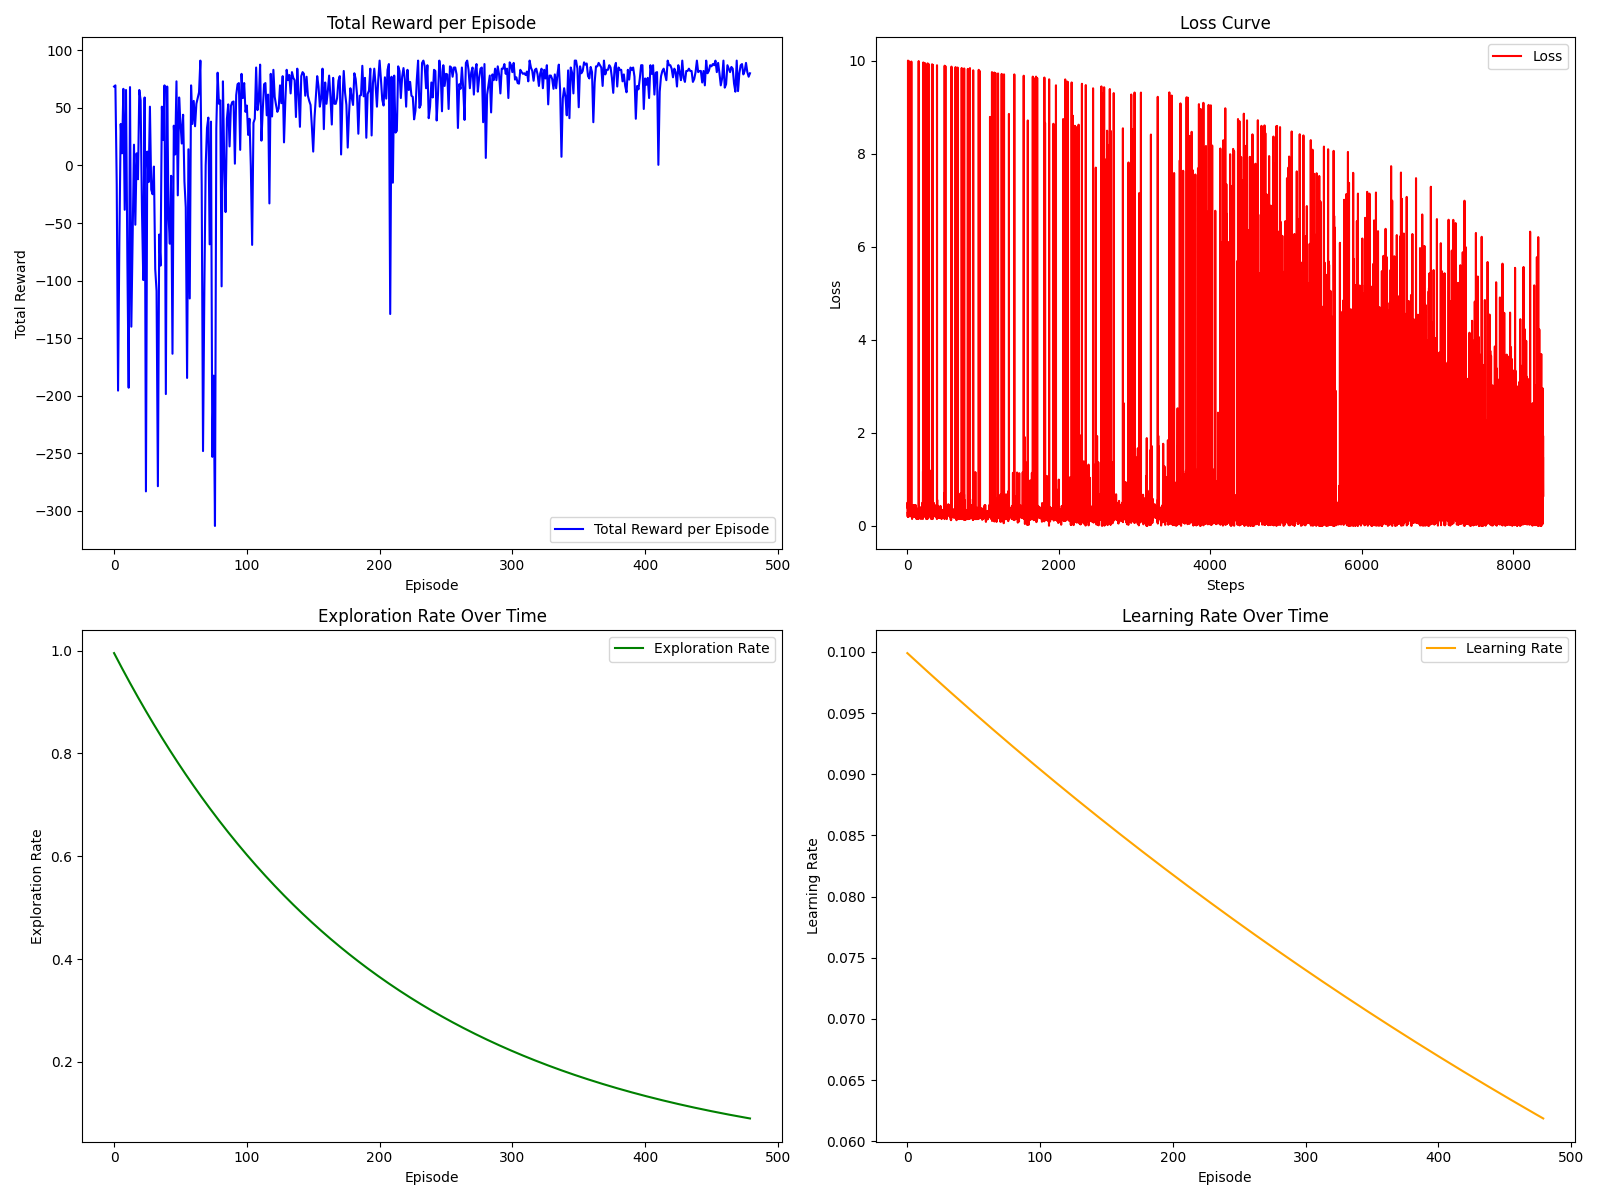 Total Reward per Episode
Total Reward
100
50
0
−50
−100
−150
−200
−250
−300
Total Reward per Episode
0 100 200 300 400 500
Episode
Loss Curve
Loss
10
8
6
4
2
0
Loss
0 2000 4000 6000 8000
Steps
Exploration Rate Over Time
Exploration Rate
1.0
0.8
0.6
0.4
0.2
Exploration Rate
0 100 200 300 400 500
Episode
Learning Rate Over Time
Learning Rate
0.100
0.095
0.090
0.085
0.080
0.075
0.070
0.065
0.060
Learning Rate
0 100 200 300 400 500
Episode